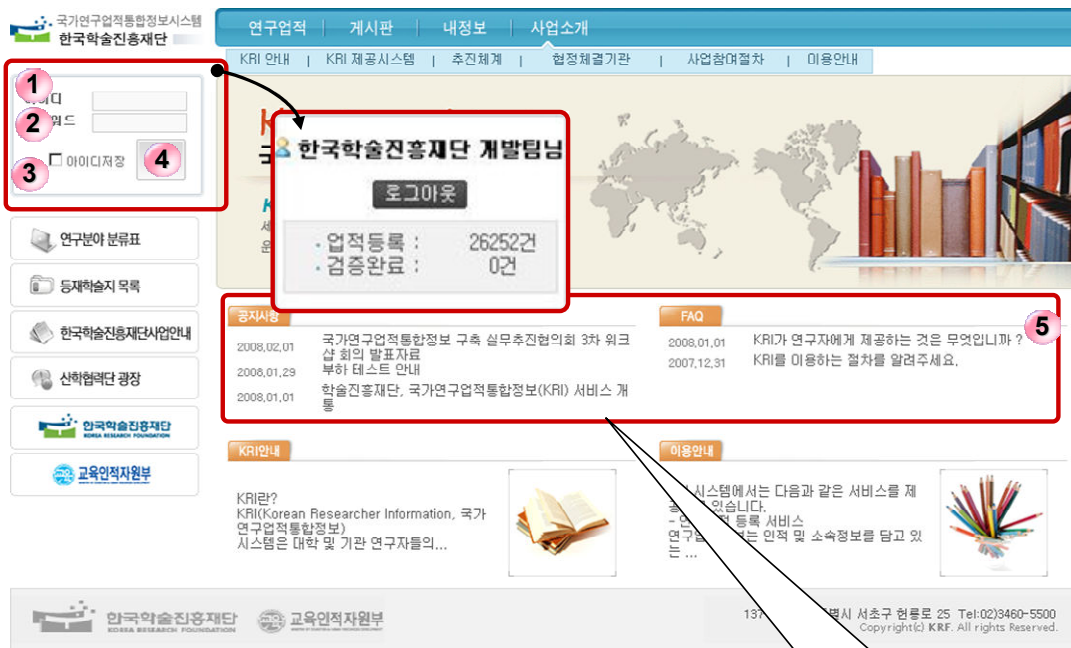 국가연구업적통합정보시스템
한국학술진흥재단
연구업적 게시판 내정보 사업소개
KRI 안내 | KRI 제공시스템 | 추진체계 | 협정체결기관 | 사업참여절차 | 이용안내
1
2
3
아이디저장
4
한국학술진흥재단 개발팀님
로그아웃
· 업적등록 : 26252건
· 검증완료 : 0건
연구분야 분류표
등재학술지 목록
한국학술진흥재단사업안내
산학협력단 광장
한국학술진흥재단
KOREA RESEARCH FOUNDATION
교육인적자원부
공지사항
2008.02.01 국가연구업적통합정보 구축 실무추진협의회 3차 워크
샵 회의 발표자료
2008.01.29 부하 테스트 안내
2008.01.01 학술진흥재단, 국가연구업적통합정보(KRI) 서비스 개
통
FAQ
5
2008.01.01 KRI가 연구자에게 제공하는 것은 무엇입니까 ?
2007.12.31 KRI를 이용하는 절차를 알려주세요.
KRI안내
KRI란?
KRI(Korean Researcher Information, 국가
연구업적통합정보)
시스템은 대학 및 기관 연구자들의...
이용안내
시스템에서는 다음과 같은 서비스를 제
있습니다.
등록 서비스
는 인적 및 소속정보를 담고 있
는 ...
한국학술진흥재단
KOREA RESEARCH FOUNDATION
교육인적자원부
서초구 헌릉로 25 Tel:02)3460-5500
Copyright(c) KRF. All rights Reserved.